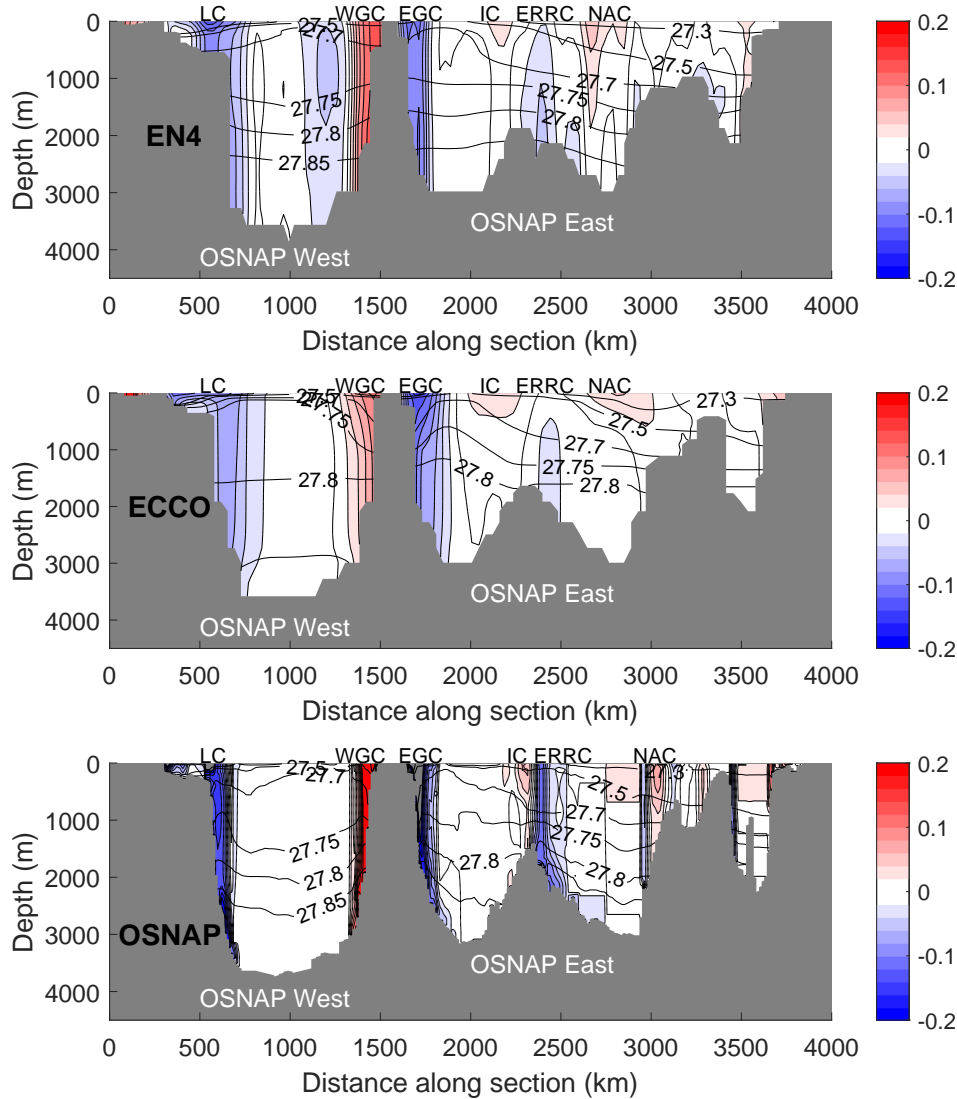 LC WGC EGC IC ERRC NAC
0 27.5 27.7 27.3 0.2
27.5
1000 27.7 0.1
27.75 27.75
2000 EN4 27.8 27.8 0
27.85
3000 -0.1
OSNAP East
4000 OSNAP West -0.2
0 500 1000 1500 2000 2500 3000 3500 4000
Distance along section (km)
Depth (m)
LC WGC EGC IC ERRC NAC
0 27.5 27.3 0.2
27.75 27.5
1000 27.7 0.1
27.8 27.75
2000 ECCO 27.8 27.8 0
3000 -0.1
OSNAP East
4000 OSNAP West -0.2
0 500 1000 1500 2000 2500 3000 3500 4000
Distance along section (km)
Depth (m)
LC WGC EGC IC ERRC NAC
0 27.5 27.7 27.3 0.2
27.5
1000 27.7 0.1
27.75 27.75
2000 27.8 27.8 27.8 0
27.85
3000 OSNAP -0.1
OSNAP East
4000 OSNAP West -0.2
0 500 1000 1500 2000 2500 3000 3500 4000
Distance along section (km)
Depth (m)